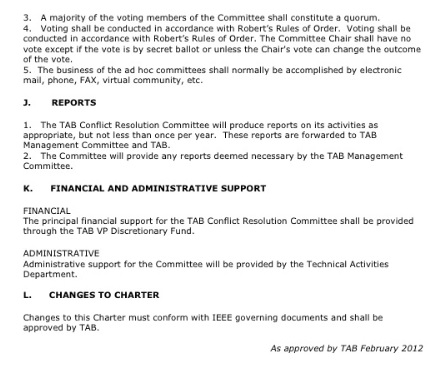 3. A majority of the voting members of the Committee shall constitute a quorum.
4. Voting shall be conducted in accordance with Robert's Rules of Order. Voting shall be
conducted in accordance with Robert's Rules of Order. The Committee Chair shall have no
vote except if the vote is by secret ballot or unless the Chair's vote can change the outcome
of the vote.
5. The business of the ad hoc committees shall normally be accomplished by electronic
mail, phone, FAX, virtual community, etc.
J. REPORTS
1. The TAB Conflict Resolution Committee will produce reports on its activities as
appropriate, but not less than once per year. These reports are forwarded to TAB
Management Committee and TAB.
2. The Committee will provide any reports deemed necessary by the TAB Management
Committee.
K. FINANCIAL AND ADMINISTRATIVE SUPPORT
FINANCIAL
The principal financial support for the TAB Conflict Resolution Committee shall be provided
through the TAB VP Discretionary Fund.
ADMINISTRATIVE
Administrative support for the Committee will be provided by the Technical Activities
Department.
L. CHANGES TO CHARTER
Changes to this Charter must conform with IEEE governing documents and shall be
approved by TAB.
As approved by TAB February 2012